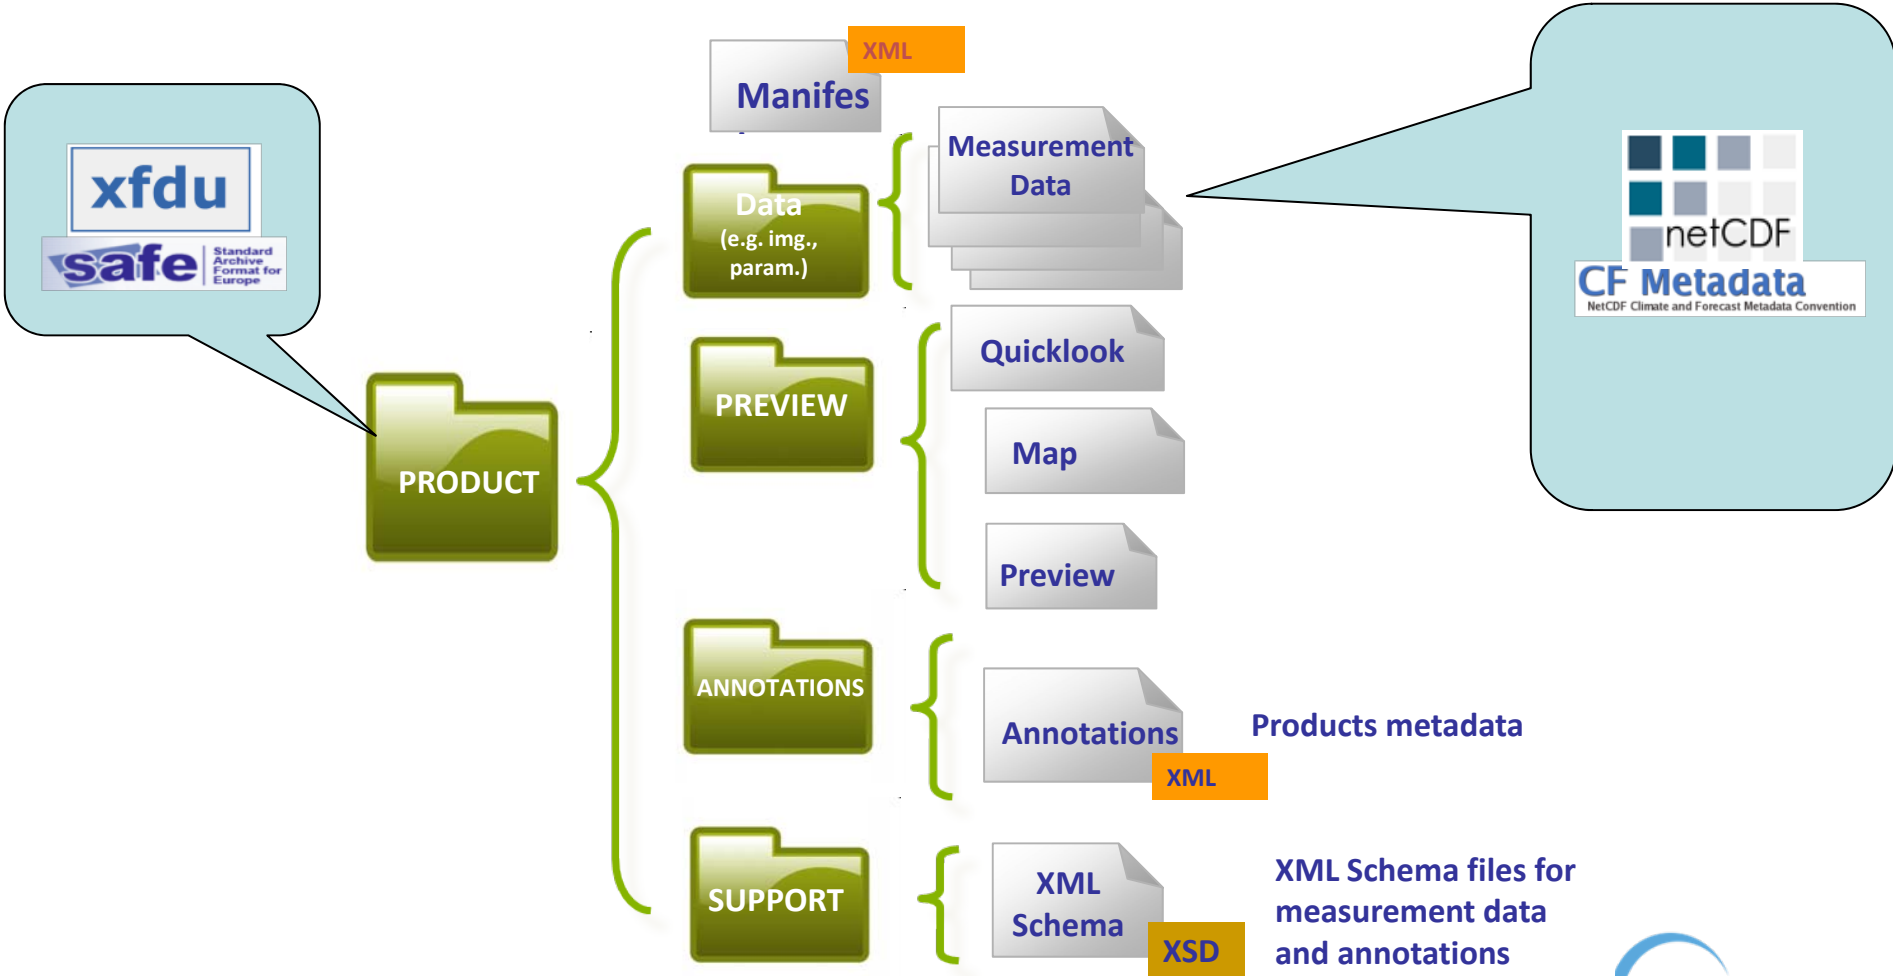 XML
Manifes
xfdu
safe
Standard
Archive
Format for
Europe
Measurement
Data
Data
(e.g. img.,
param.)
netCDF
CF Metadata
NetCDF Climate and Forecast Metadata Convention
Quicklook
PREVIEW
Map
PRODUCT
Preview
ANNOTATIONS
Annotations
XML
Products metadata
SUPPORT
XML
Schema
XSD
XML Schema files for
measurement data
and annotations